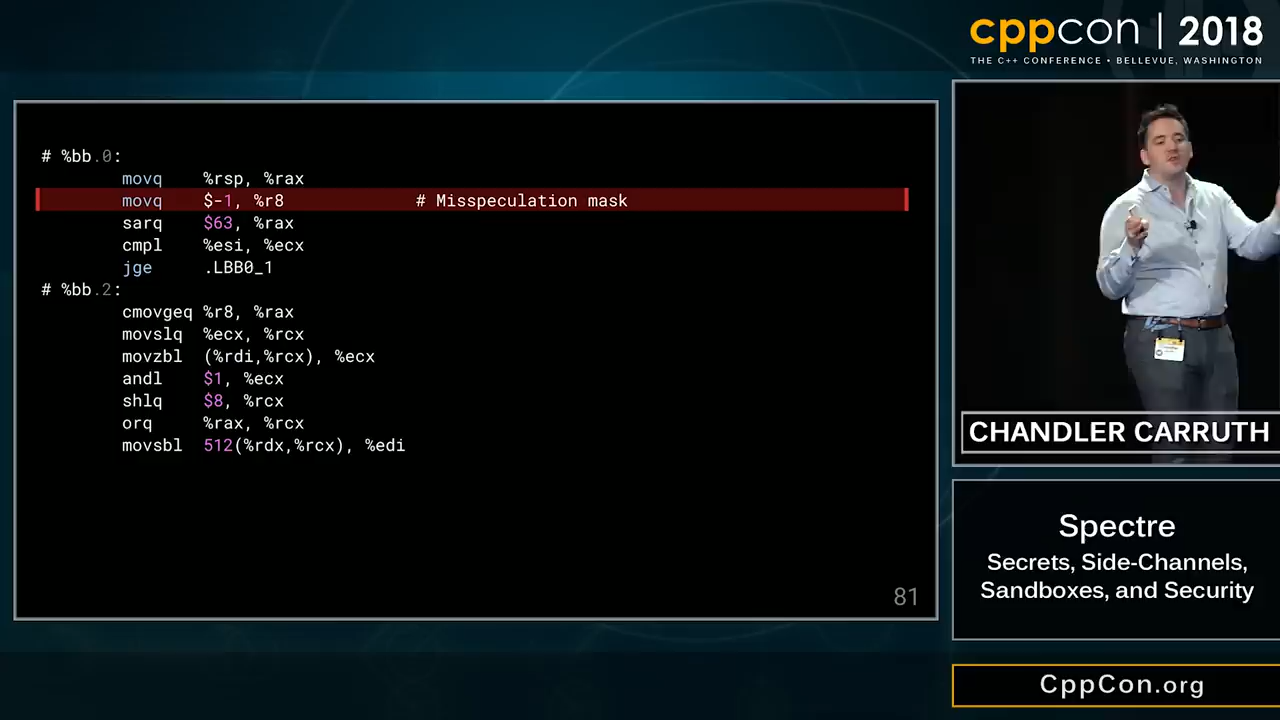 cppcon | 2018
THE C++ CONFERENCE • BELLEVUE, WASHINGTON
# %bb.0:
movq %rsp, %rax
movq $-1, %r8 # Misspeculation mask
sarq $63, %rax
cmpl %esi, %ecx
jge .LBB0_1
# %bb.2:
cmovgeq %r8, %rax
movslq %ecx, %rcx
movzbl (%rdi,%rcx), %ecx
andl $1, %ecx
shlq $8, %rcx
orq %rax, %rcx
movsbl 512(%rdx,%rcx), %edi
81
CHANDLER CARRUTH
Spectre
Secrets, Side-Channels,
Sandboxes, and Security
CppCon.org